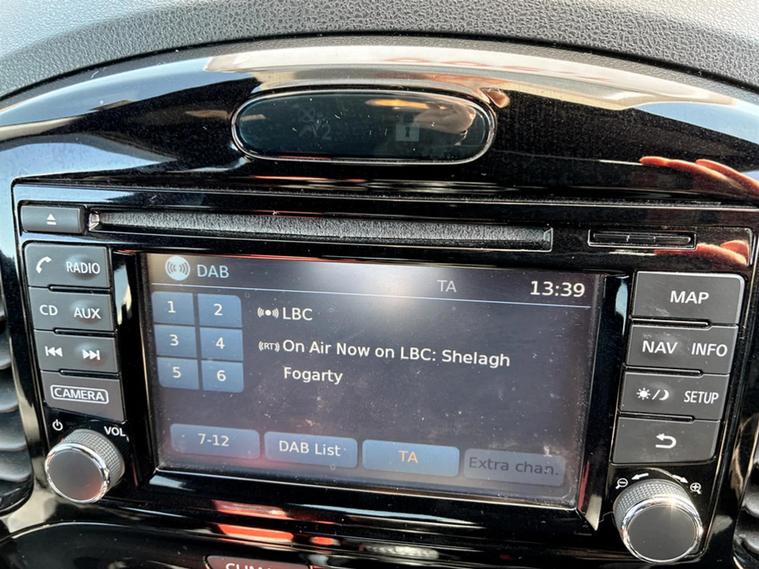 DAB
TA
13:39
RADIO
MAP
1
2
LBC
CD AUX
3
4
(RT) On Air Now on LBC: Shelagh
Fogarty
NAV INFO
5
6
CAMERA
SETUP
VOL
7-12
DAB List
TA
Extra chan.